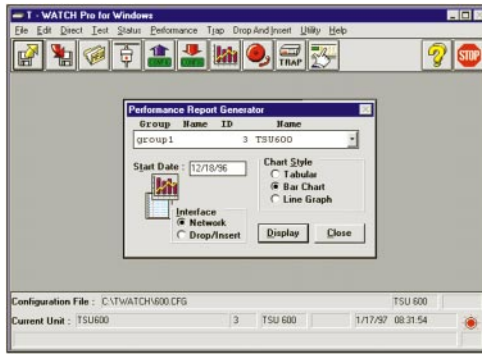 T - WATCH Pro for Windows
File Edit Direct Test Status Performance Trap Drop And Insert Utility Help
CONFIG CONFIG TRAP STOP
Performance Report Generator
Group Name ID Name
group1 3 TSU600
Start Date : 12/18/96
Chart Style
Tabular
Bar Chart
Line Graph
Interface
Network
Drop/Insert
Display Close
Configuration File : C:\TWATCH\600.CFG TSU 600
Current Unit : TSU600 3 TSU 600 1/17/97 08:31:54